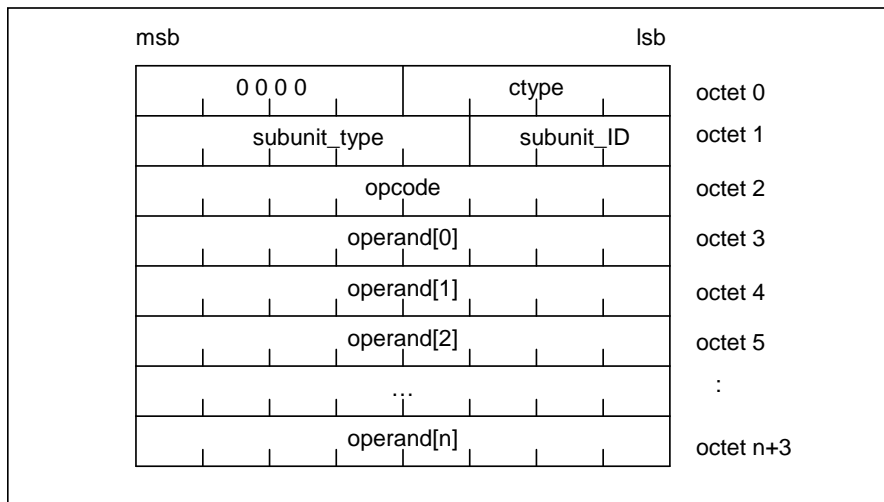 msb lsb
0 0 0 0 ctype octet 0
subunit_type subunit_ID octet 1
opcode octet 2
operand[0] octet 3
operand[1] octet 4
operand[2] octet 5
... :
operand[n] octet n+3